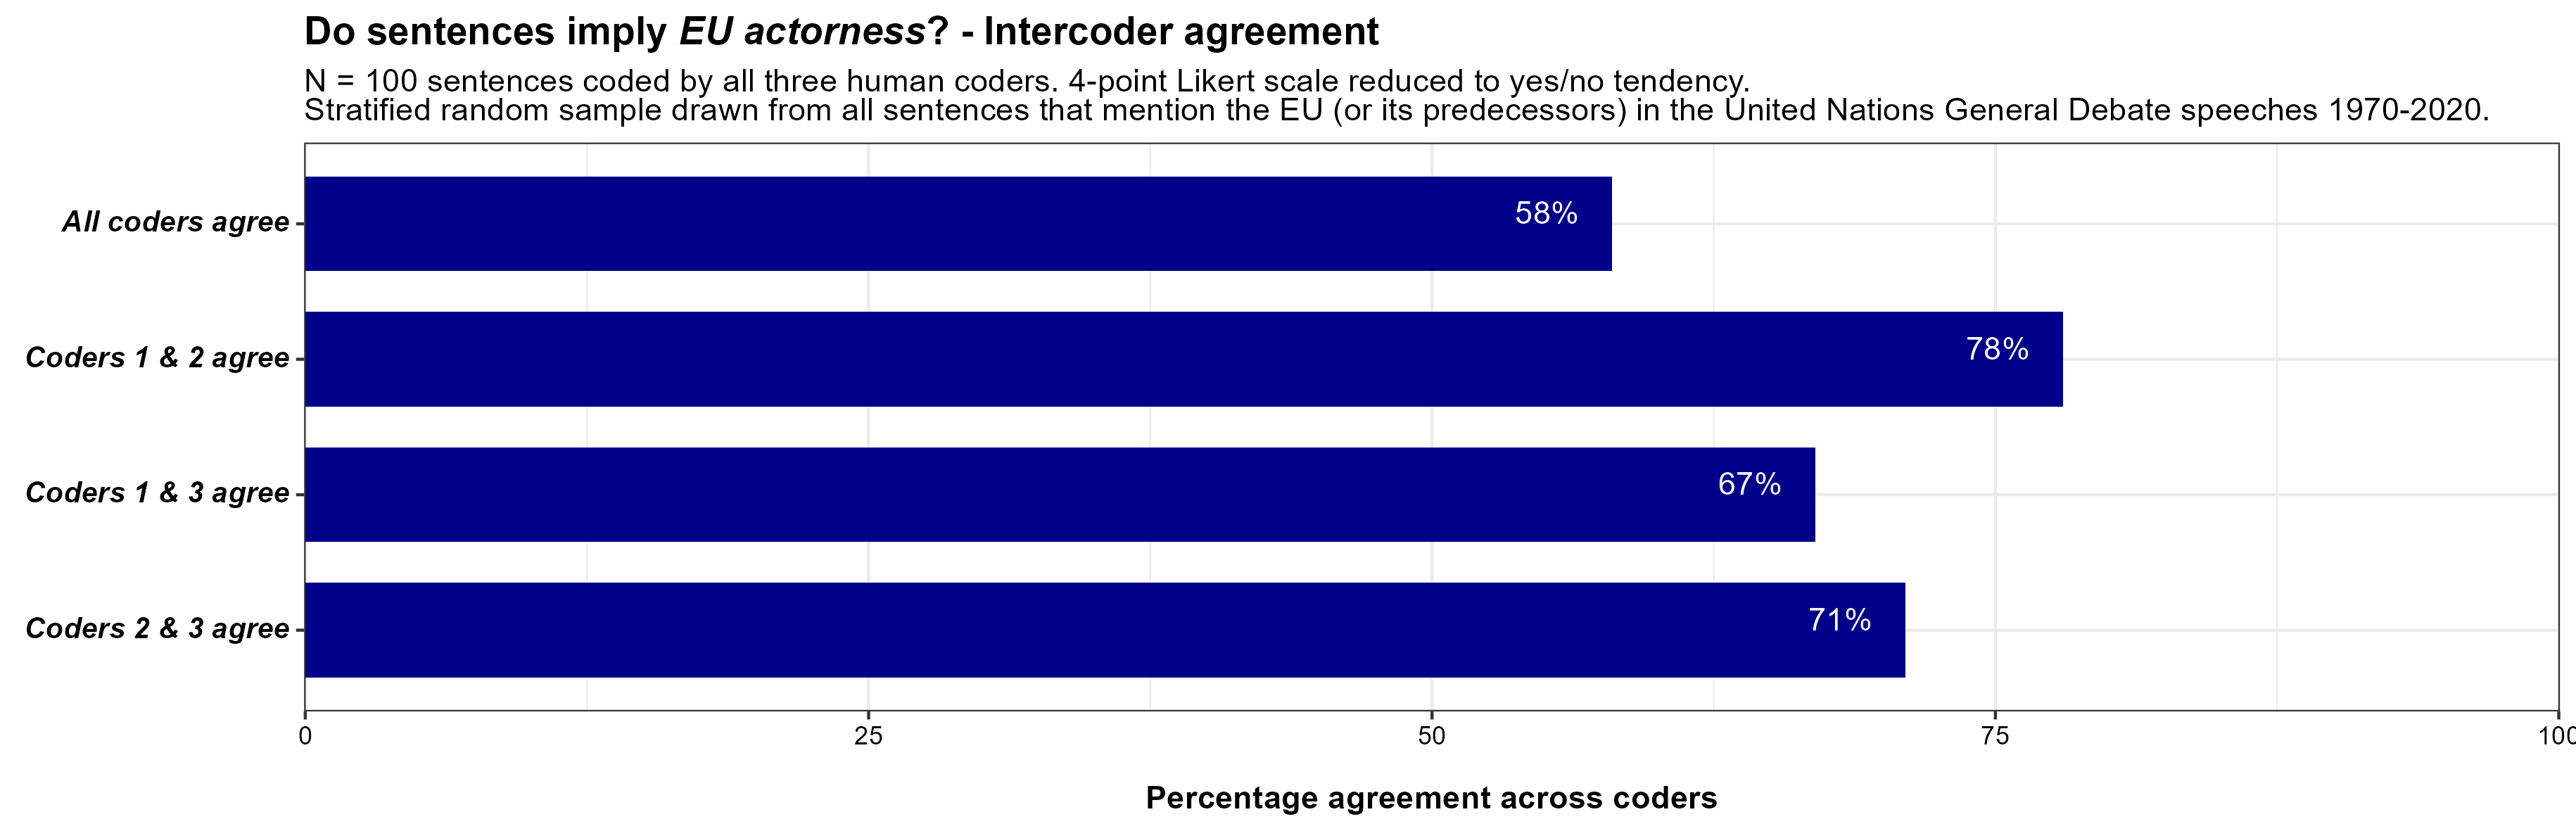 Do sentences imply EU actorness? - Intercoder agreement
N = 100 sentences coded by all three human coders. 4-point Likert scale reduced to yes/no tendency.
Stratified random sample drawn from all sentences that mention the EU (or its predecessors) in the United Nations General Debate speeches 1970-2020.
All coders agree
58%
Coders 1 & 2 agree
78%
Coders 1 & 3 agree
67%
Coders 2 & 3 agree
71%
0 25 50 75 100
Percentage agreement across coders